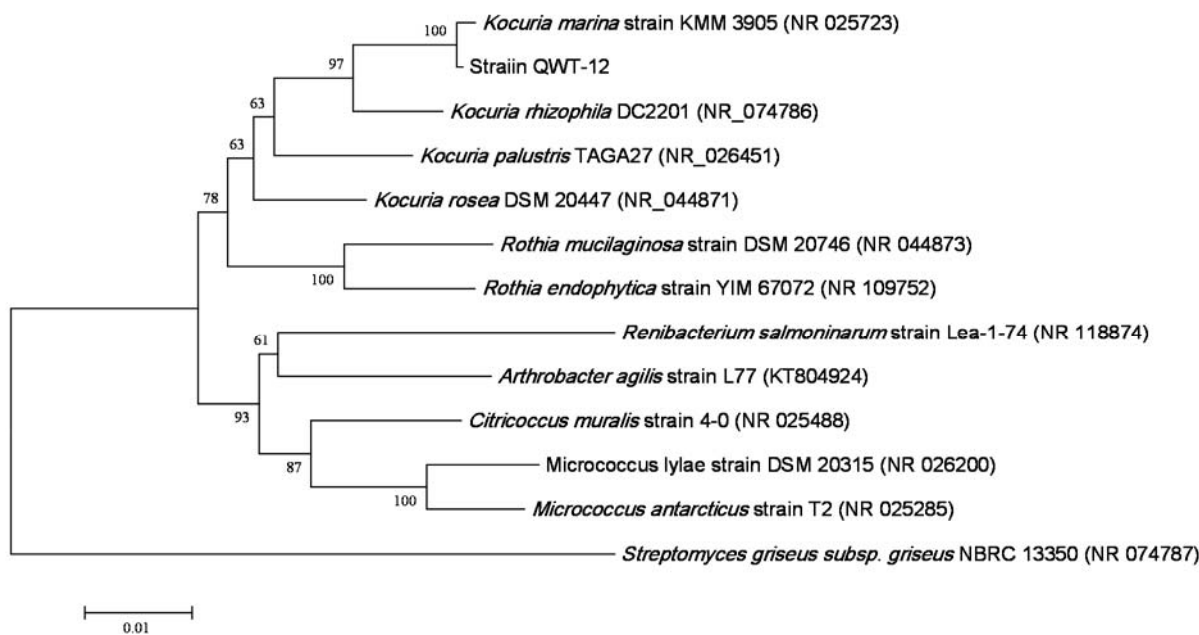 Kocuria marina strain KMM 3905 (NR 025723)
100
Straiin QWT-12
97
Kocuria rhizophila DC2201 (NR_074786)
63
Kocuria palustris TAGA27 (NR_026451)
63
Kocuria rosea DSM 20447 (NR_044871)
78
Rothia mucilaginosa strain DSM 20746 (NR 044873)
100
Rothia endophytica strain YIM 67072 (NR 109752)
Renibacterium salmoninarum strain Lea-1-74 (NR 118874)
61
Arthrobacter agilis strain L77 (KT804924)
93
Citricoccus muralis strain 4-0 (NR 025488)
87
Micrococcus lylae strain DSM 20315 (NR 026200)
100
Micrococcus antarcticus strain T2 (NR 025285)
Streptomyces griseus subsp. griseus NBRC 13350 (NR 074787)
0.01